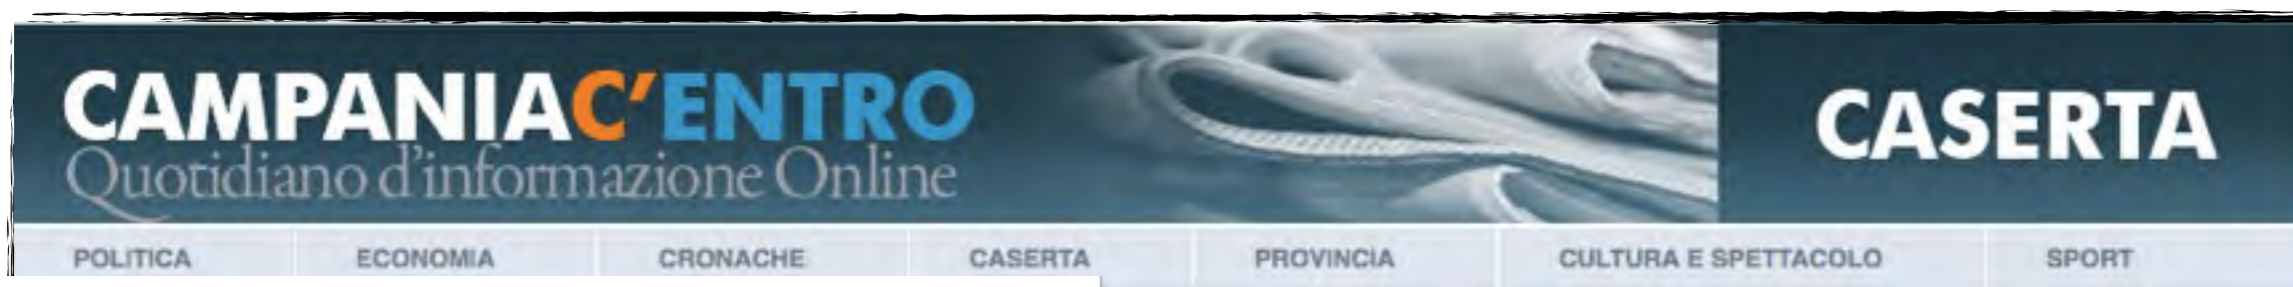 CAMPANIAC'ENTRO
Quotidiano d'informazione Online
CASERTA
POLITICA ECONOMIA CRONACHE CASERTA PROVINCIA CULTURA E SPETTACOLO SPORT